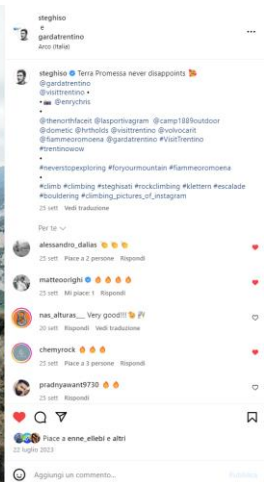 steghiso
e
gardatrentino
Arco (Italia)
steghiso Terra Promessa never disappoints
@gardatrentino
@visittrentino •
•📷 @enrychris
•
@thenorthfaceit @lasportivagram @camp1889outdoor
@dometic @hrtholds @visittrentino @volvocarit
@fiammeoromoena @gardatrentino #VisitTrentino
#trentinowow
•
#neverstopexploring #foryourmountain #fiammeoromoena
•
#climb #climbing #steghisati #rockclimbing #klettern #escalade
#bouldering #climbing_pictures_of_instagram
25 sett Vedi traduzione
Per te
alessandro_dalias 👏 👏 👏
25 sett Piace a 2 persone Rispondi
matteoorighi 🔥 🔥 🔥 🔥
25 sett Mi piace: 1 Rispondi
nas_alturas___ Very good!!!
20 sett Rispondi Vedi traduzione
chemyrock 🔥 🔥 🔥
25 sett Piace a 3 persone Rispondi
pradnyawant9730 🔥 🔥
25 sett Rispondi
Piace a enne_ellebi e altri
22 luglio 2023
Aggiungi un commento...
Pubblica